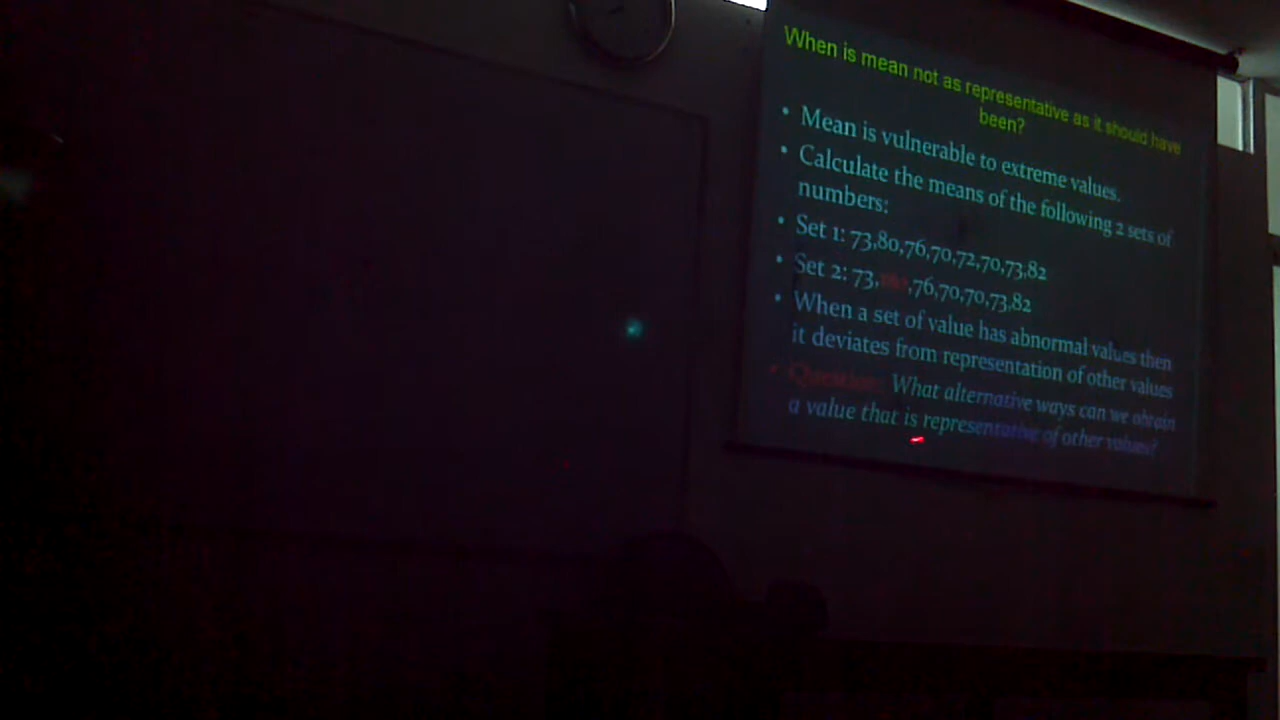 When is mean not as representative as it should have
been?
• Mean is vulnerable to extreme values.
• Calculate the means of the following 2 sets of
numbers:
• Set 1: 73,80,76,70,72,70,73,82
• Set 2: 73, ,76,70,70,73,82
• When a set of value has abnormal values then
it deviates from representation of other values
• Question: What alternative ways can we obtain
a value that is representative of other values?